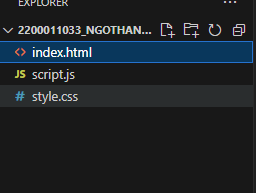 EXPLORER
2200011033_NGOTHAN...
index.html
JS script.js
# style.css